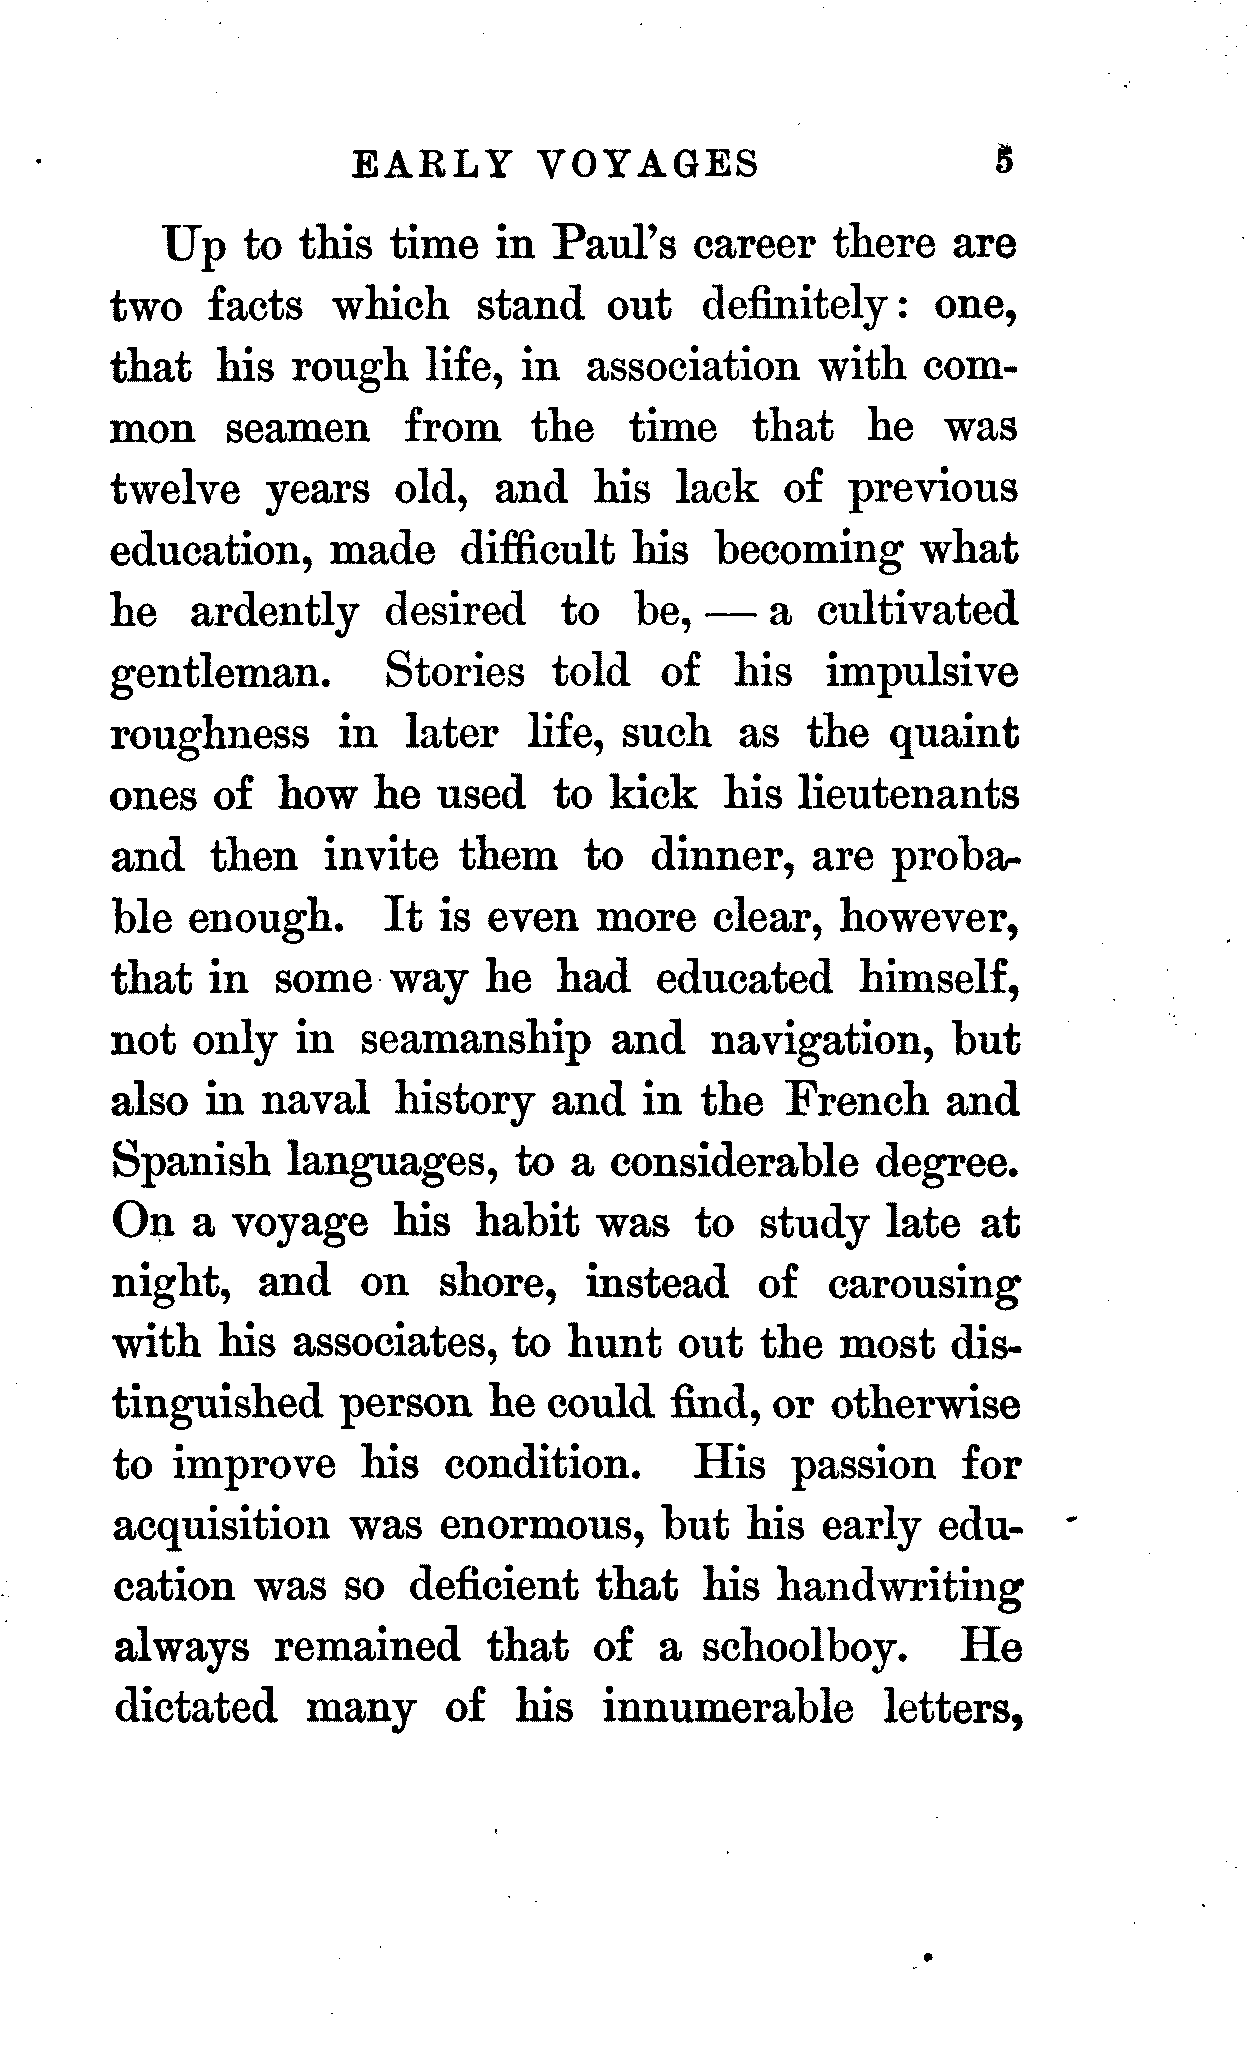 EARLY VOYAGES 5
Up to this time in Paul's career there are
two facts which stand out definitely: one,
that his rough life, in association with com-
mon seamen from the time that he was
twelve years old, and his lack of previous
education, made difficult his becoming what
he ardently desired to be, — a cultivated
gentleman. Stories told of his impulsive
roughness in later life, such as the quaint
ones of how he used to kick his lieutenants
and then invite them to dinner, are proba-
ble enough. It is even more clear, however,
that in some way he had educated himself,
not only in seamanship and navigation, but
also in naval history and in the French and
Spanish languages, to a considerable degree.
On a voyage his habit was to study late at
night, and on shore, instead of carousing
with his associates, to hunt out the most dis-
tinguished person he could find, or otherwise
to improve his condition. His passion for
acquisition was enormous, but his early edu-
cation was so deficient that his handwriting
always remained that of a schoolboy. He
dictated many of his innumerable letters,